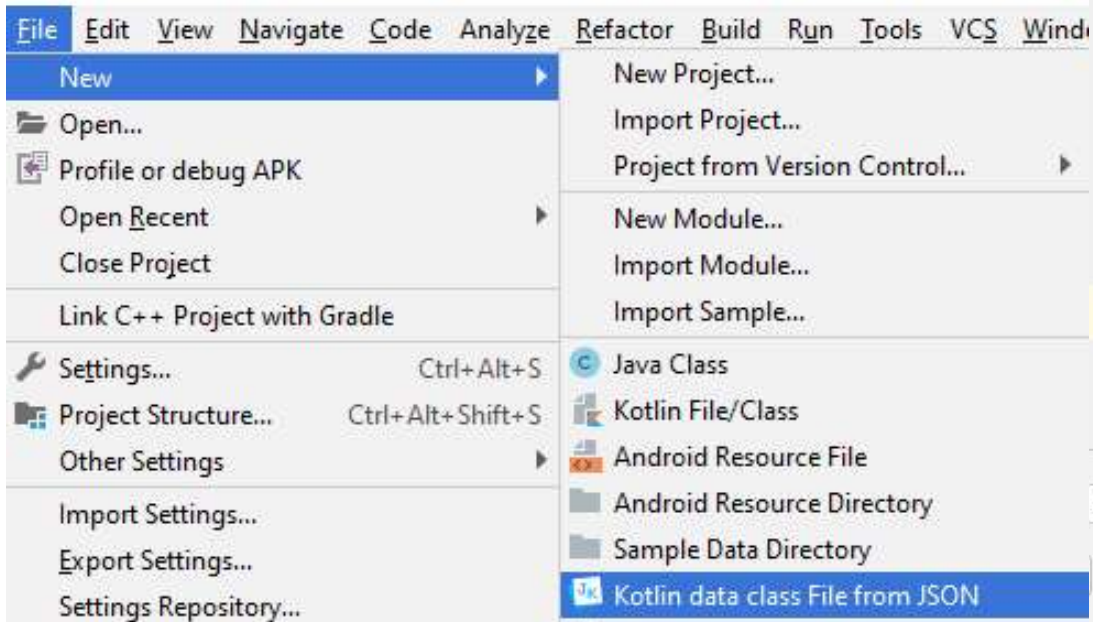 File Edit View Navigate Code Analyze Refactor Build Run Tools VCS
New
Open...
Profile or debug APK
Open Recent
Close Project
Link C++ Project with Gradle
Settings... Ctrl+Alt+S
Project Structure... Ctrl+Alt+Shift+S
Other Settings
Import Settings...
Export Settings...
Settings Repository...
New Project...
Import Project...
Project from Version Control...
New Module...
Import Module...
Import Sample...
C Java Class
Kotlin File/Class
Android Resource File
Android Resource Directory
Sample Data Directory
JK Kotlin data class File from JSON